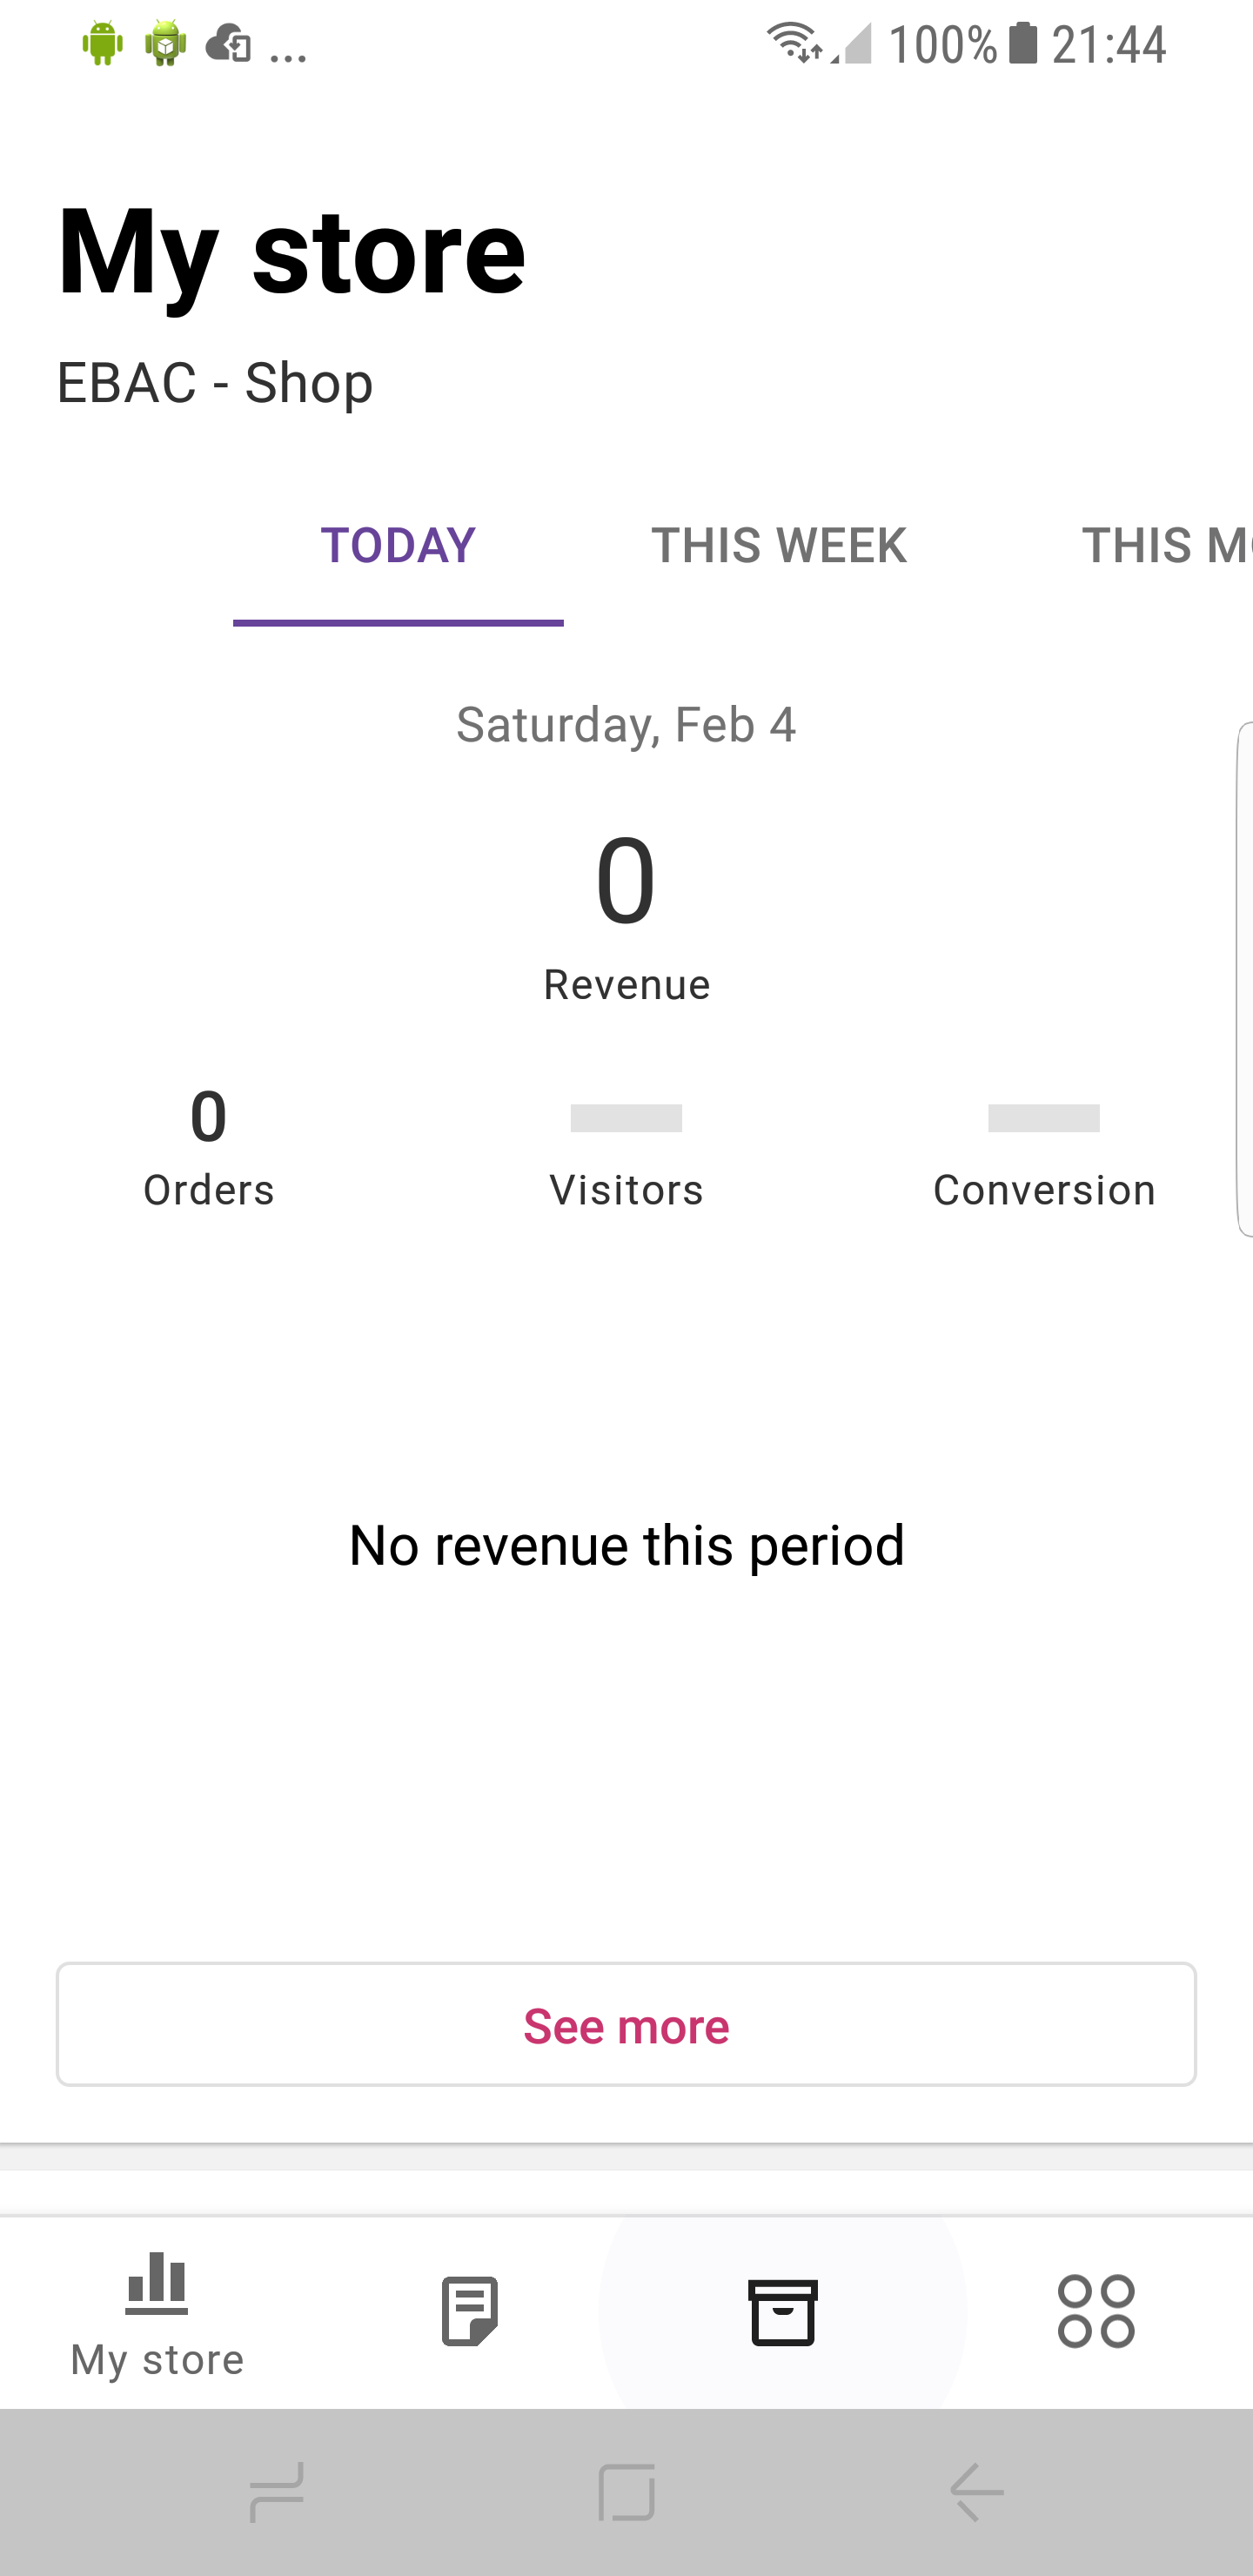 ... 100% 21:44
My store
EBAC - Shop
TODAY THIS WEEK THIS M
Saturday, Feb 4
0
Revenue
0
Orders Visitors Conversion
No revenue this period
See more
My store